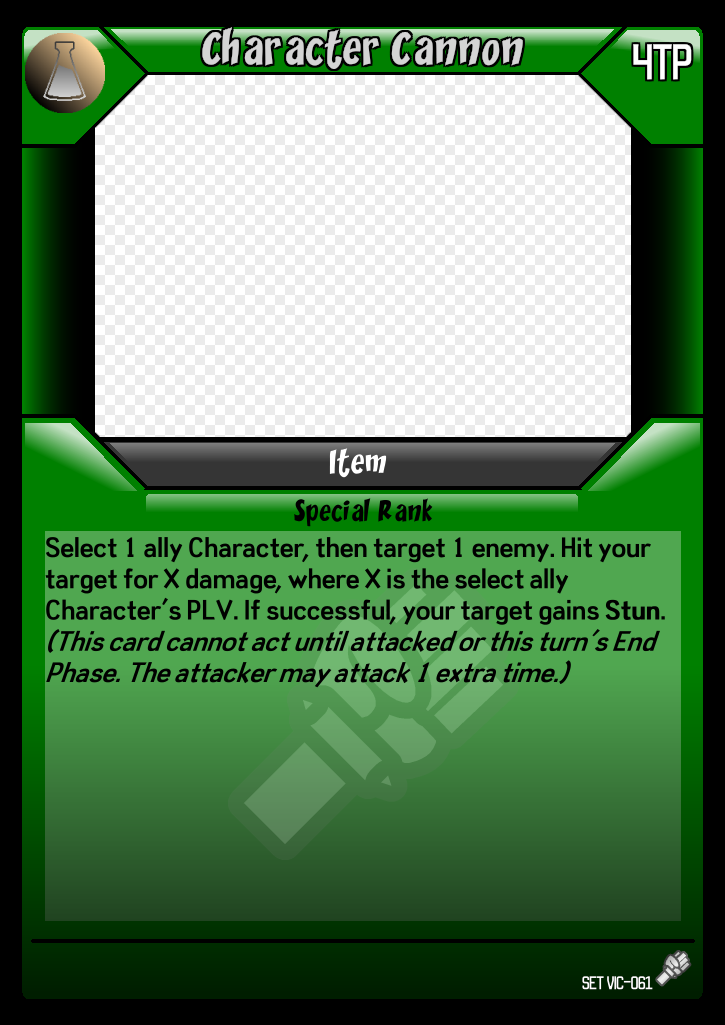 Character Cannon
4TP
Item
Special Rank
Select 1 ally Character, then target 1 enemy. Hit your
target for X damage, where X is the select ally
Character's PLV. If successful, your target gains Stun.
(This card cannot act until attacked or this turn's End
Phase. The attacker may attack 1 extra time.)
SET VIC-061